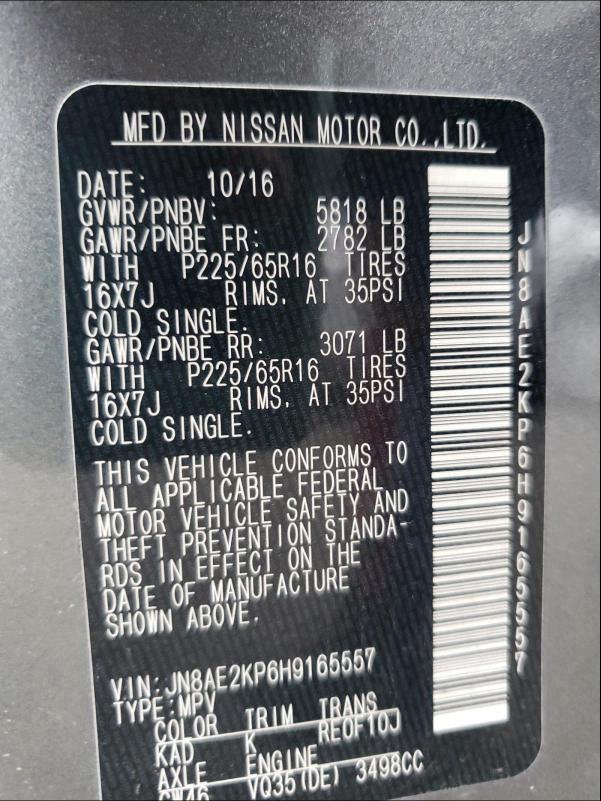 MFD BY NISSAN MOTOR CO.,LTD.
DATE: 10/16
GVWR/PNBV: 5818 LB
GAWR/PNBE FR: 2782 LB
WITH P225/65R16 TIRES
16X7J RIMS, AT 35PSI
COLD SINGLE.
GAWR/PNBE RR: 3071 LB
WITH P225/65R16 TIRES
16X7J RIMS, AT 35PSI
COLD SINGLE.
THIS VEHICLE CONFORMS TO
ALL APPLICABLE FEDERAL
MOTOR VEHICLE SAFETY AND
THEFT PREVENTION STANDA-
RDS IN EFFECT ON THE
DATE OF MANUFACTURE
SHOWN ABOVE.
VIN:JN8AE2KP6H9165557
TYPE:MPV
COLOR TRIM TRANS
KAD K RE0F10J
AXLE ENGINE
CW46 VQ35(DE) 3498CC
JN8AE2KP6H9165557